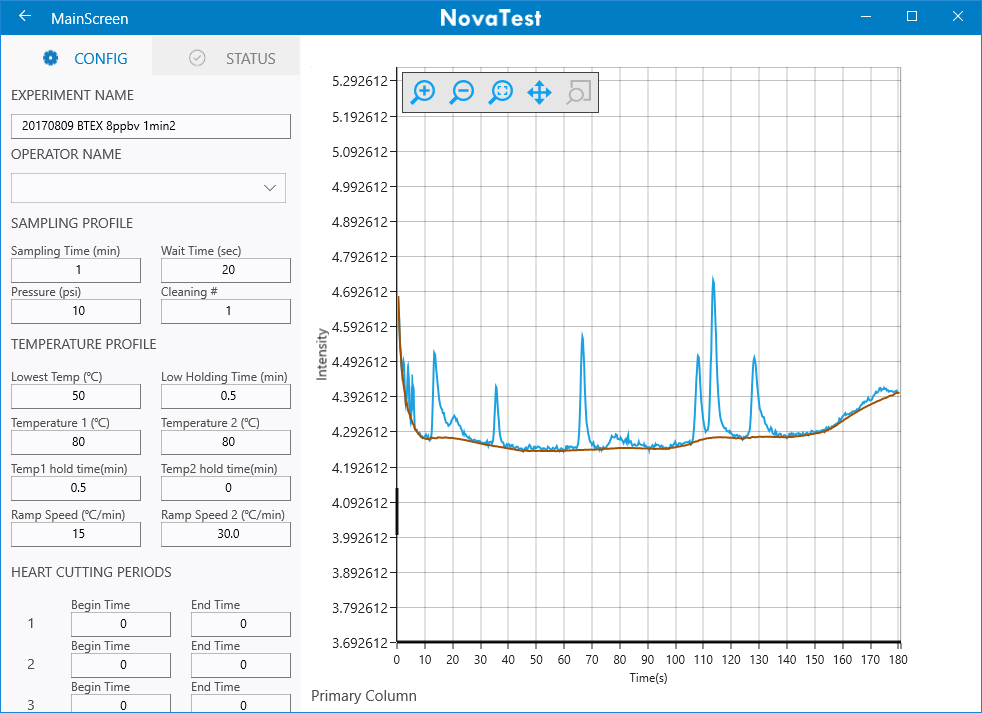 MainScreen
NovaTest
CONFIG
STATUS
EXPERIMENT NAME
20170809 BTEX 8ppbv 1min2
OPERATOR NAME
SAMPLING PROFILE
Sampling Time (min) Wait Time (sec)
1 20
Pressure (psi) Cleaning #
10 1
TEMPERATURE PROFILE
Lowest Temp (℃) Low Holding Time (min)
50 0.5
Temperature 1 (℃) Temperature 2 (℃)
80 80
Temp1 hold time(min) Temp2 hold time(min)
0.5 0
Ramp Speed (℃/min) Ramp Speed 2 (℃/min)
15 30.0
HEART CUTTING PERIODS
Begin Time End Time
1 0 0
Begin Time End Time
2 0 0
Begin Time End Time
3 0 0
5.292612
5.192612
5.092612
4.992612
4.892612
4.792612
4.692612
4.592612
4.492612
4.392612
4.292612
4.192612
4.092612
3.992612
3.892612
3.792612
3.692612
Intensity
0 10 20 30 40 50 60 70 80 90 100 110 120 130 140 150 160 170 180
Time(s)
Primary Column